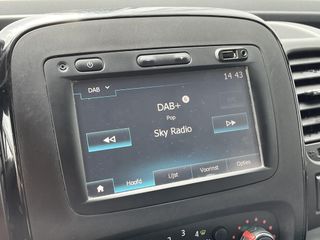 14 43
DAB
DAB+
Pop
Sky Radio
Hoofd
Lijst
Voorinst
Opties